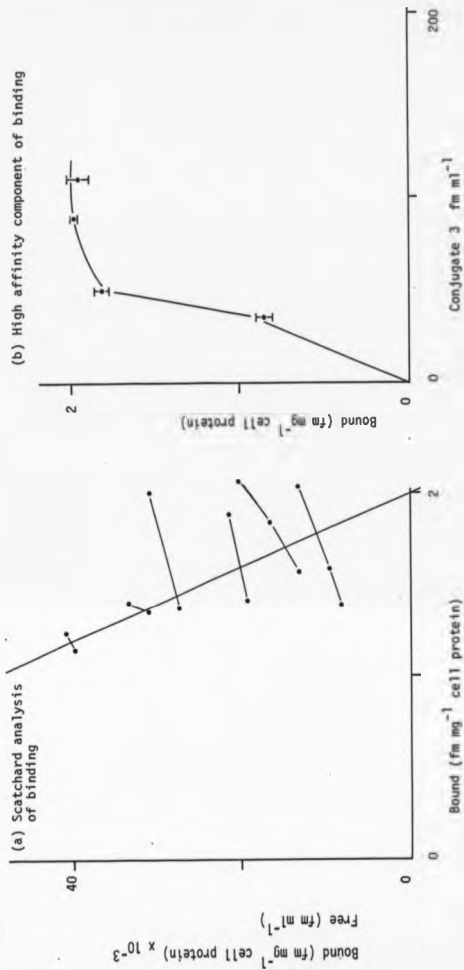 (a) Scatchard analysis
of binding
40
0
0
2
Bound (fm mg⁻¹ cell protein) x 10⁻³
Free (fm ml⁻¹)
Bound (fm mg⁻¹ cell protein)
(b) High affinity component of binding
2
0
0
200
Bound (fm mg⁻¹ cell protein)
Conjugate 3 fm ml⁻¹